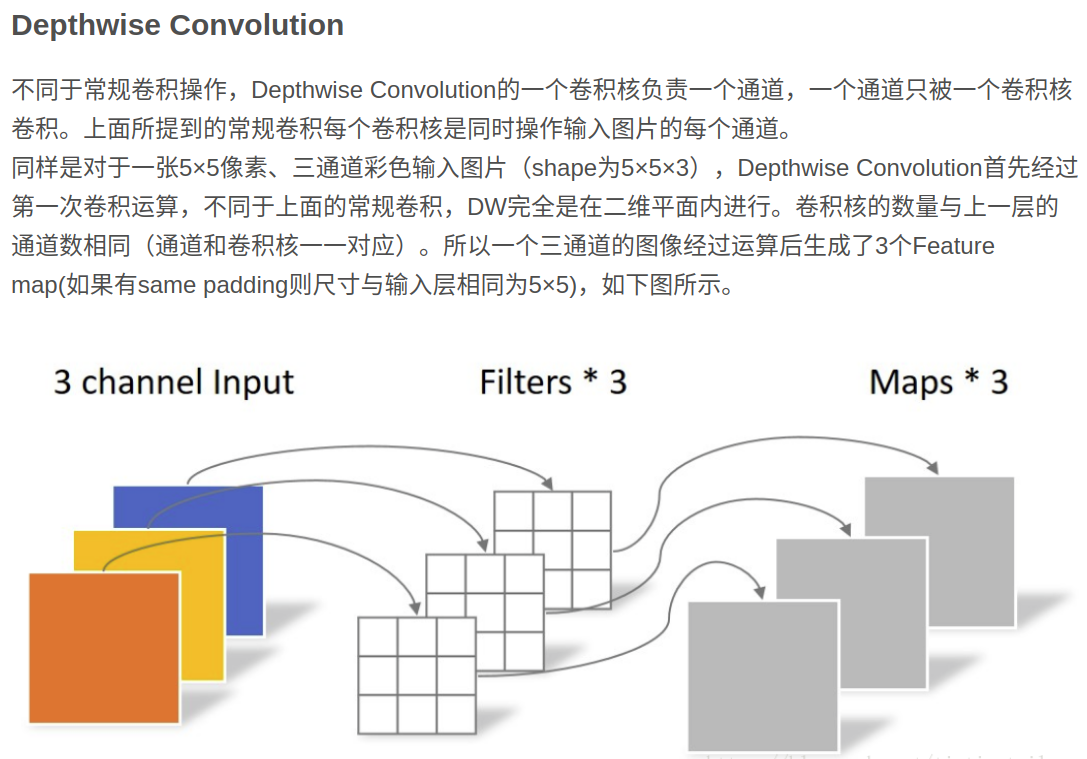 Depthwise Convolution
不同于常规卷积操作，Depthwise Convolution的一个卷积核负责一个通道，一个通道只被一个卷积核
卷积。上面所提到的常规卷积每个卷积核是同时操作输入图片的每个通道。
同样是对于一张5×5像素、三通道彩色输入图片（shape为5×5×3），Depthwise Convolution首先经过
第一次卷积运算，不同于上面的常规卷积，DW完全是在二维平面内进行。卷积核的数量与上一层的
通道数相同（通道和卷积核一一对应）。所以一个三通道的图像经过运算后生成了3个Feature
map(如果有same padding则尺寸与输入层相同为5×5)，如下图所示。
3 channel Input
Filters * 3
Maps * 3